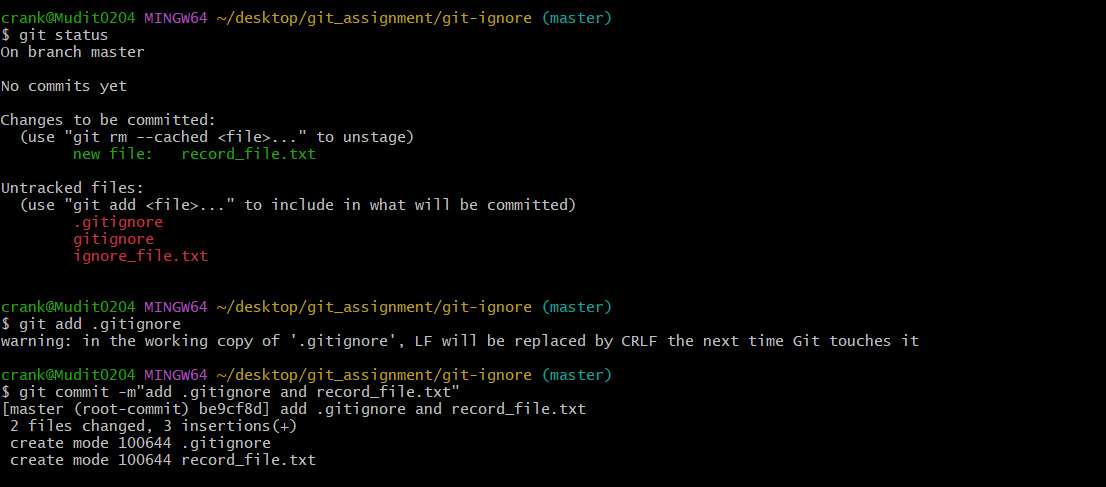 crank@Mudit0204 MINGW64 ~/desktop/git_assignment/git-ignore (master)
$ git status
On branch master
No commits yet
Changes to be committed:
(use "git rm --cached <file>..." to unstage)
new file: record_file.txt
Untracked files:
(use "git add <file>..." to include in what will be committed)
.gitignore
gitignore
ignore_file.txt
crank@Mudit0204 MINGW64 ~/desktop/git_assignment/git-ignore (master)
$ git add .gitignore
warning: in the working copy of '.gitignore', LF will be replaced by CRLF the next time Git touches it
crank@Mudit0204 MINGW64 ~/desktop/git_assignment/git-ignore (master)
$ git commit -m"add .gitignore and record_file.txt"
[master (root-commit) be9cf8d] add .gitignore and record_file.txt
2 files changed, 3 insertions(+)
create mode 100644 .gitignore
create mode 100644 record_file.txt